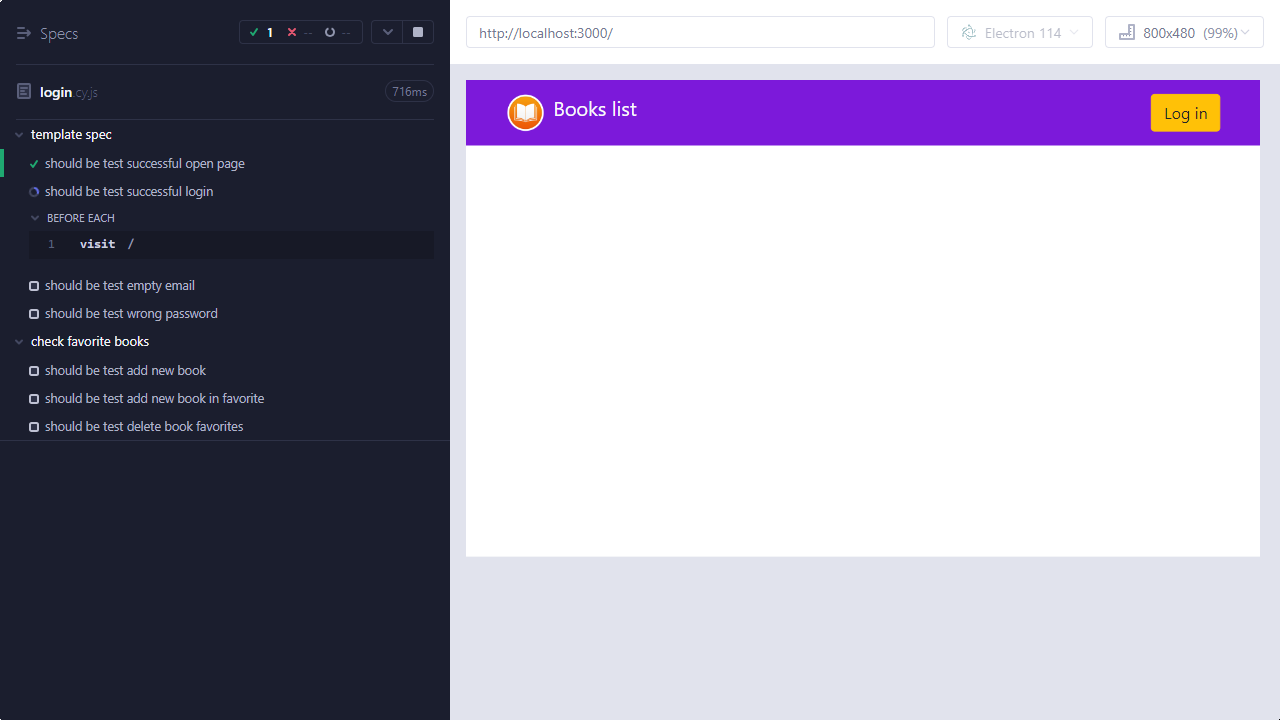 Specs
1 -- --
http://localhost:3000/
Electron 114
800x480 (99%)
login.cy.js
716ms
Books list
Log in
template spec
should be test successful open page
should be test successful login
BEFORE EACH
1 visit /
should be test empty email
should be test wrong password
check favorite books
should be test add new book
should be test add new book in favorite
should be test delete book favorites